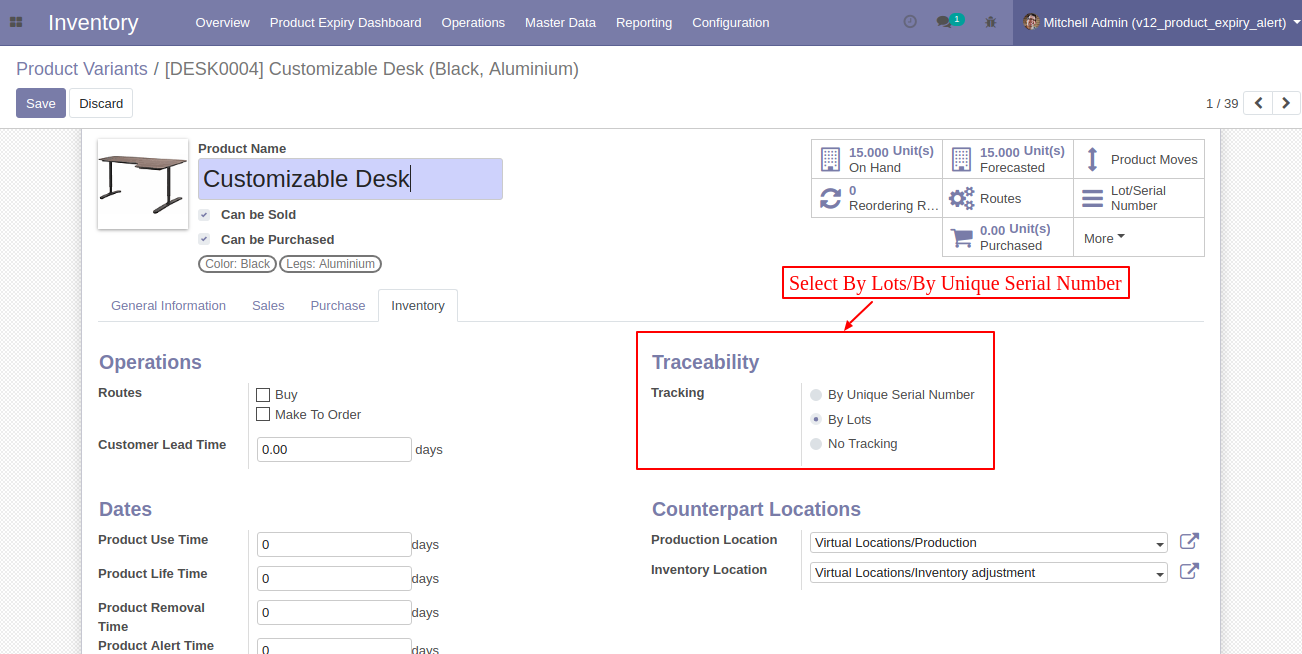 Inventory Overview Product Expiry Dashboard Operations Master Data Reporting Configuration 1 Mitchell Admin (v12_product_expiry_alert)
Product Variants / [DESK0004] Customizable Desk (Black, Aluminium)
Save Discard 1 / 39
Product Name
Customizable Desk
Can be Sold
Can be Purchased
Color: Black Legs: Aluminium
15.000 Unit(s)
On Hand
15.000 Unit(s)
Forecasted
Product Moves
0
Reordering R...
Routes
Lot/Serial
Number
0.00 Unit(s)
Purchased
More
Select By Lots/By Unique Serial Number
General Information Sales Purchase Inventory
Operations
Routes
Buy
Make To Order
Customer Lead Time 0.00 days
Traceability
Tracking
By Unique Serial Number
By Lots
No Tracking
Dates
Product Use Time 0 days
Product Life Time 0 days
Product Removal
Time 0 days
Product Alert Time 0 days
Counterpart Locations
Production Location Virtual Locations/Production
Inventory Location Virtual Locations/Inventory adjustment